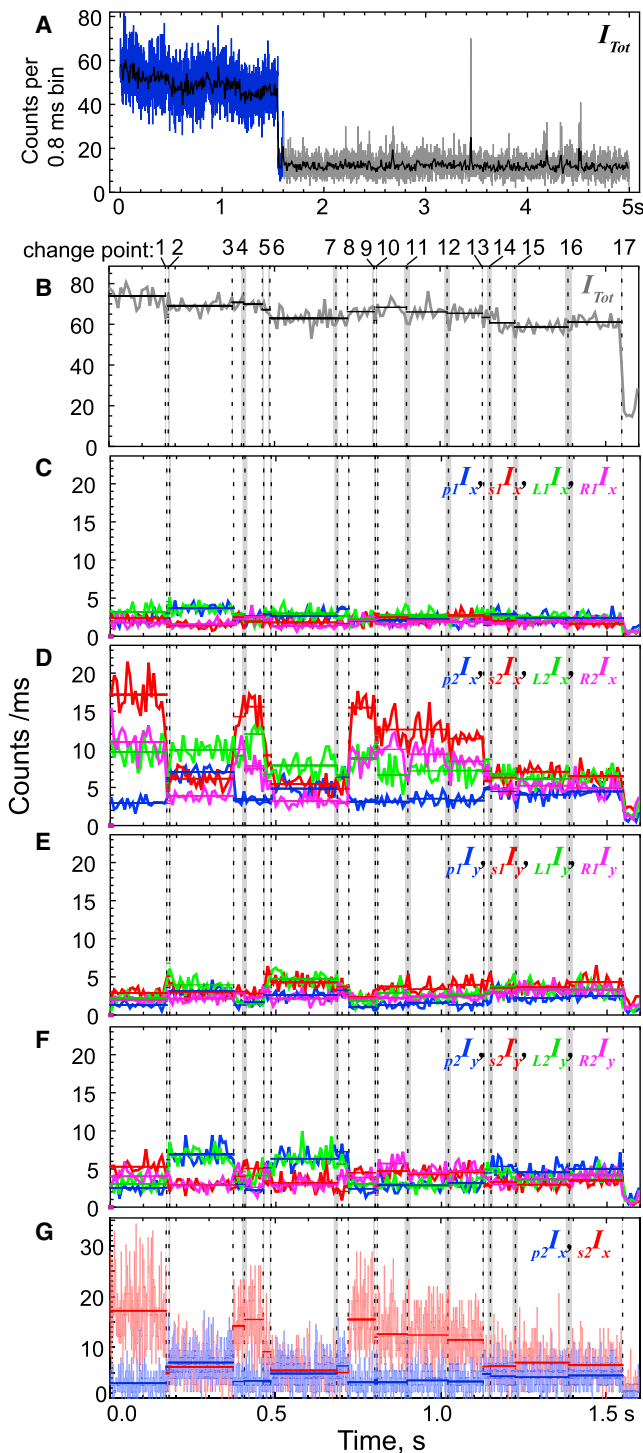 A
I_Tot
Counts per
0.8 ms bin
80
60
40
20
0
0 1 2 3 4 5s
change point: 1 2 3 4 5 6 7 8 9 10 11 12 13 14 15 16 17
B
I_Tot
80
60
40
20
0
C
p1I_x, s1I_x, L1I_x, R1I_x
20
15
10
5
0
D
p2I_x, s2I_x, L2I_x, R2I_x
20
15
10
5
0
Counts /ms
E
p1I_y, s1I_y, L1I_y, R1I_y
20
15
10
5
0
F
p2I_y, s2I_y, L2I_y, R2I_y
20
15
10
5
0
G
p2I_x, s2I_x
30
20
15
10
5
0
0.0 0.5 1.0 1.5 s
Time, s